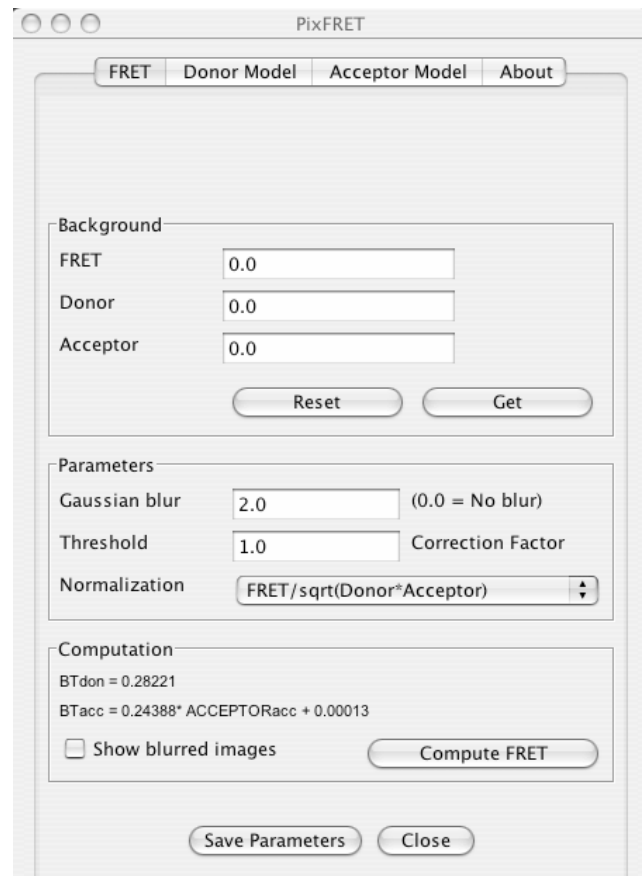 PixFRET
FRET Donor Model Acceptor Model About
Background
FRET 0.0
Donor 0.0
Acceptor 0.0
Reset Get
Parameters
Gaussian blur 2.0 (0.0 = No blur)
Threshold 1.0 Correction Factor
Normalization FRET/sqrt(Donor*Acceptor)
Computation
BTdon = 0.28221
BTacc = 0.24388* ACCEPTORacc + 0.00013
Show blurred images Compute FRET
Save Parameters Close